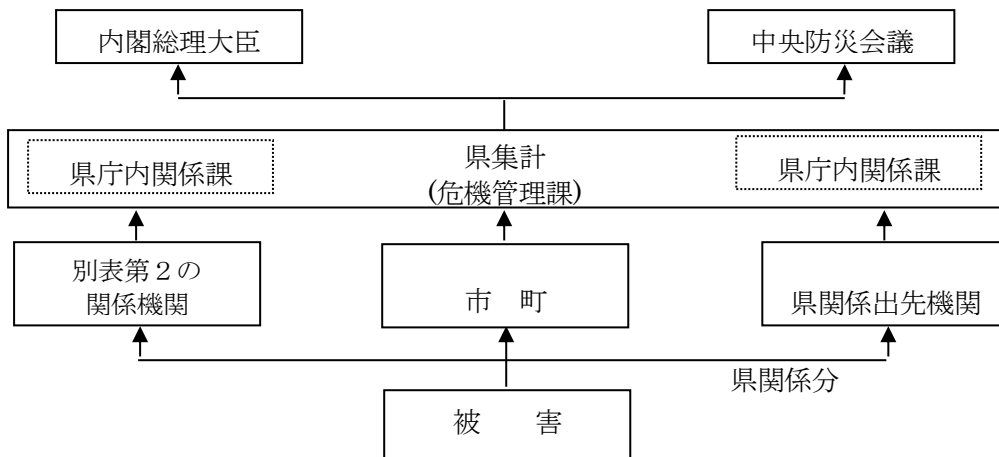 内閣総理大臣
中央防災会議
県庁内関係課
県集計
(危機管理課)
県庁内関係課
別表第２の
関係機関
市　町
県関係出先機関
県関係分
被　　害